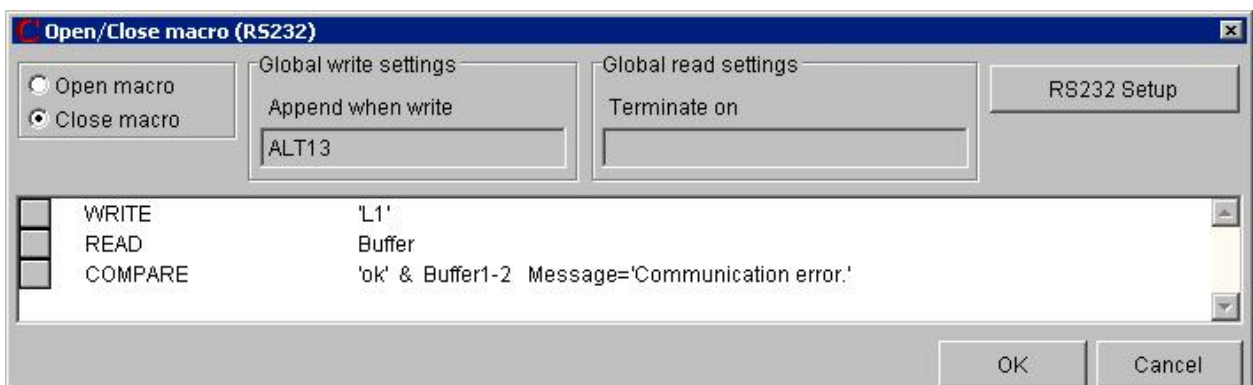 Open/Close macro (RS232)
Open macro
Close macro
Global write settings
Append when write
ALT13
Global read settings
Terminate on
RS232 Setup
WRITE 'L1'
READ Buffer
COMPARE 'ok' & Buffer1-2 Message='Communication error.'
OK Cancel